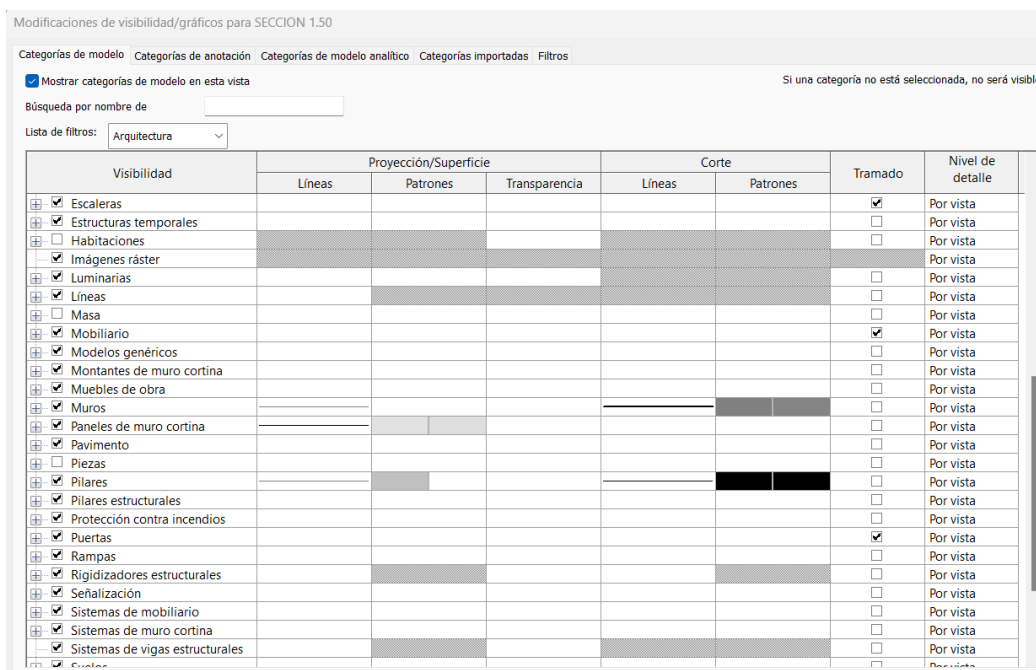 Modificaciones de visibilidad/gráficos para SECCION 1.50
Categorías de modelo Categorías de anotación Categorías de modelo analítico Categorías importadas Filtros
Mostrar categorías de modelo en esta vista
Si una categoría no está seleccionada, no será visible
Búsqueda por nombre de
Lista de filtros: Arquitectura
Visibilidad Proyección/Superficie Corte Tramado Nivel de detalle
Líneas Patrones Transparencia Líneas Patrones
Escaleras Por vista
Estructuras temporales Por vista
Habitaciones Por vista
Imágenes ráster Por vista
Luminarias Por vista
Líneas Por vista
Masa Por vista
Mobiliario Por vista
Modelos genéricos Por vista
Montantes de muro cortina Por vista
Muebles de obra Por vista
Muros Por vista
Paneles de muro cortina Por vista
Pavimento Por vista
Piezas Por vista
Pilares Por vista
Pilares estructurales Por vista
Protección contra incendios Por vista
Puertas Por vista
Rampas Por vista
Rigidizadores estructurales Por vista
Señalización Por vista
Sistemas de mobiliario Por vista
Sistemas de muro cortina Por vista
Sistemas de vigas estructurales Por vista